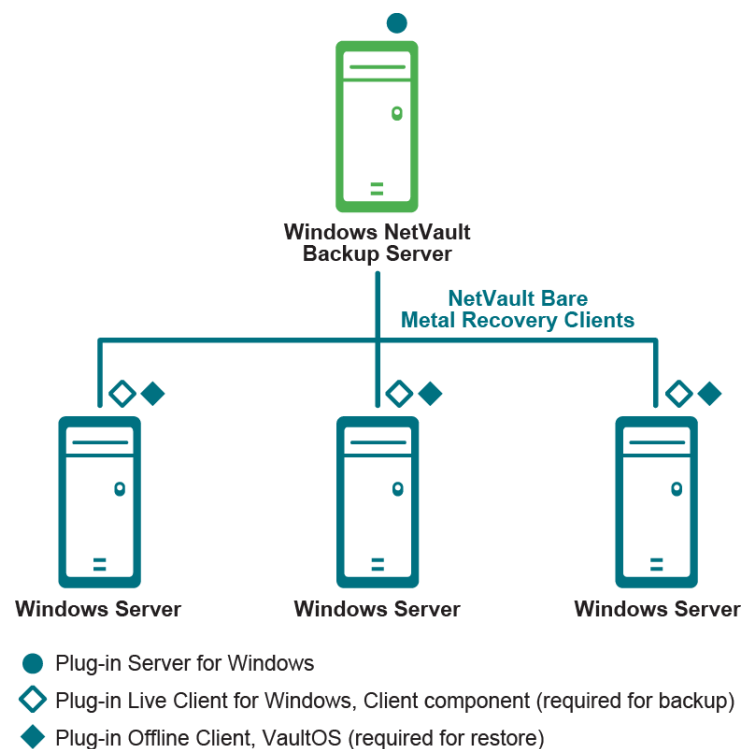 Windows NetVault
Backup Server
NetVault Bare
Metal Recovery Clients
Windows Server
Windows Server
Windows Server
Plug-in Server for Windows
Plug-in Live Client for Windows, Client component (required for backup)
Plug-in Offline Client, VaultOS (required for restore)